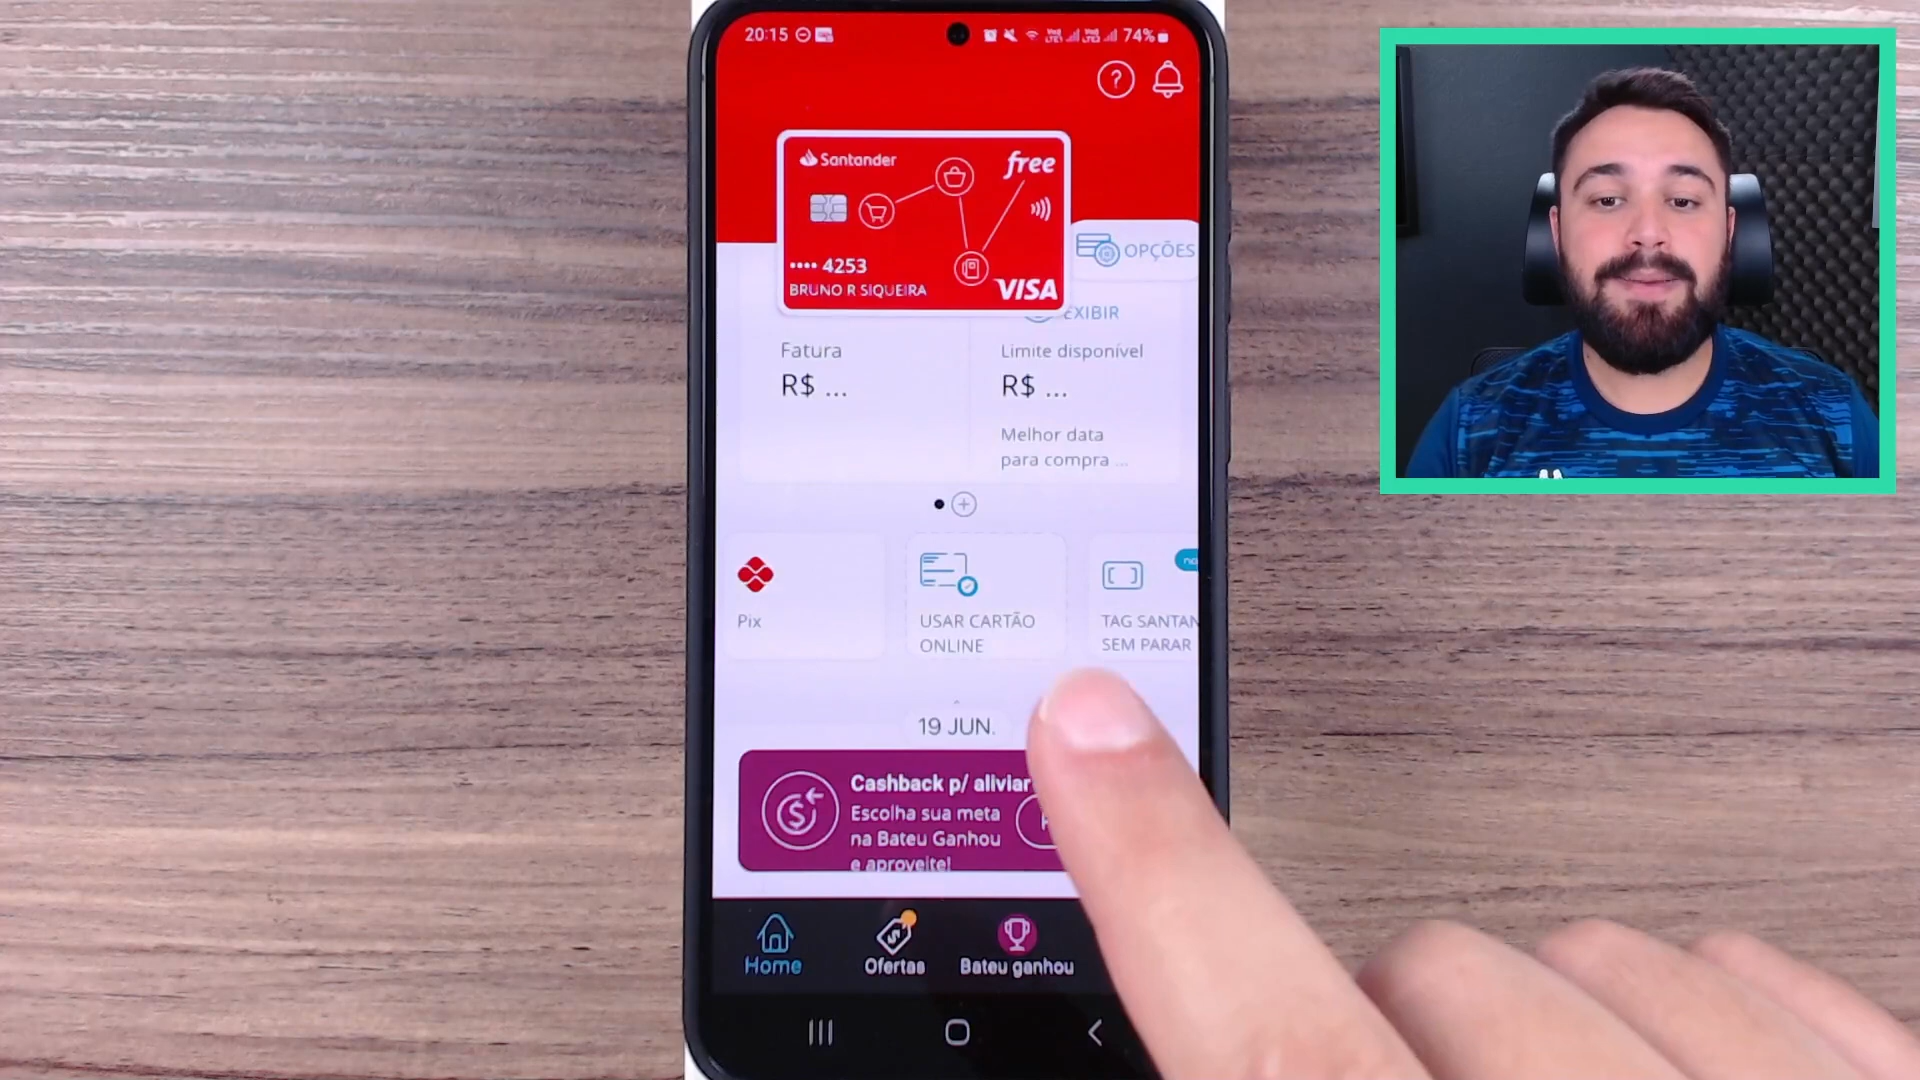 20:15
74%
?
Santander
free
•••• 4253
BRUNO R SIQUEIRA
VISA
OPÇÕES
EXIBIR
Fatura
R$ ...
Limite disponível
R$ ...
Melhor data
para compra ...
Pix
USAR CARTÃO
ONLINE
TAG SANTAN
SEM PARAR
19 JUN.
Cashback p/ aliviar
Escolha sua meta
na Bateu Ganhou
e aproveite!
Home
Ofertas
Bateu ganhou